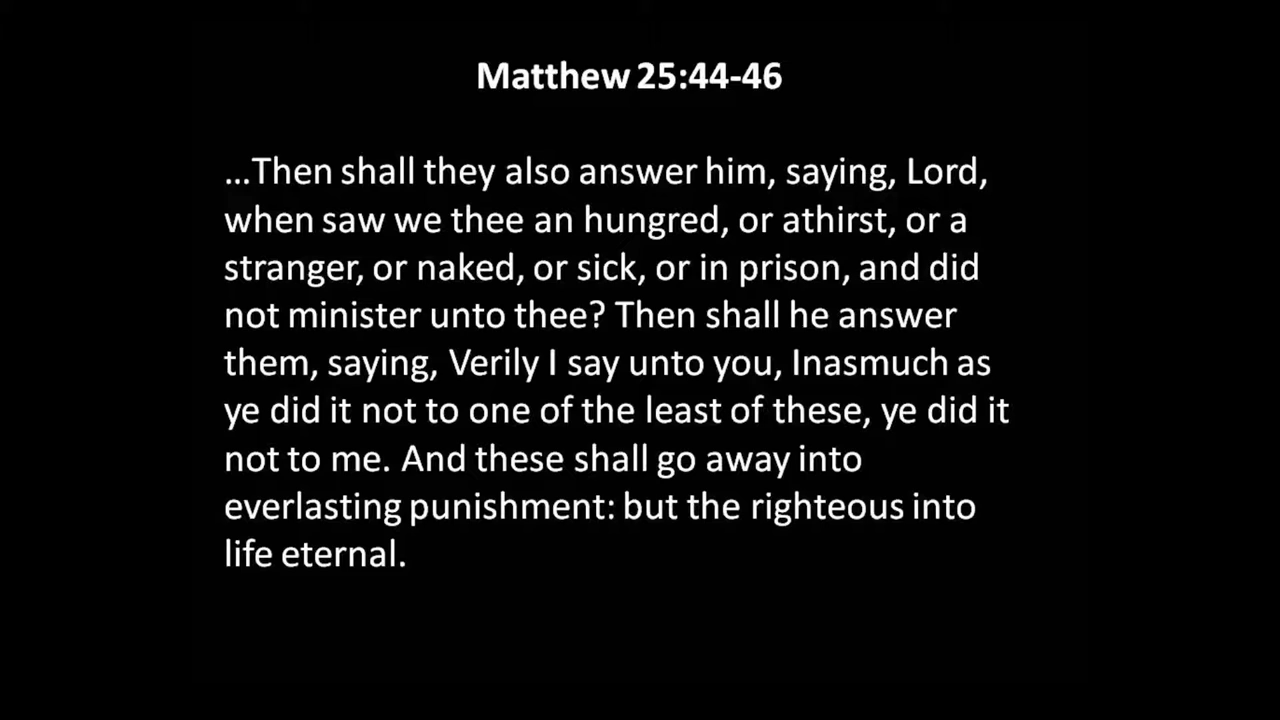 Matthew 25:44-46
...Then shall they also answer him, saying, Lord,
when saw we thee an hungred, or athirst, or a
stranger, or naked, or sick, or in prison, and did
not minister unto thee? Then shall he answer
them, saying, Verily I say unto you, Inasmuch as
ye did it not to one of the least of these, ye did it
not to me. And these shall go away into
everlasting punishment: but the righteous into
life eternal.